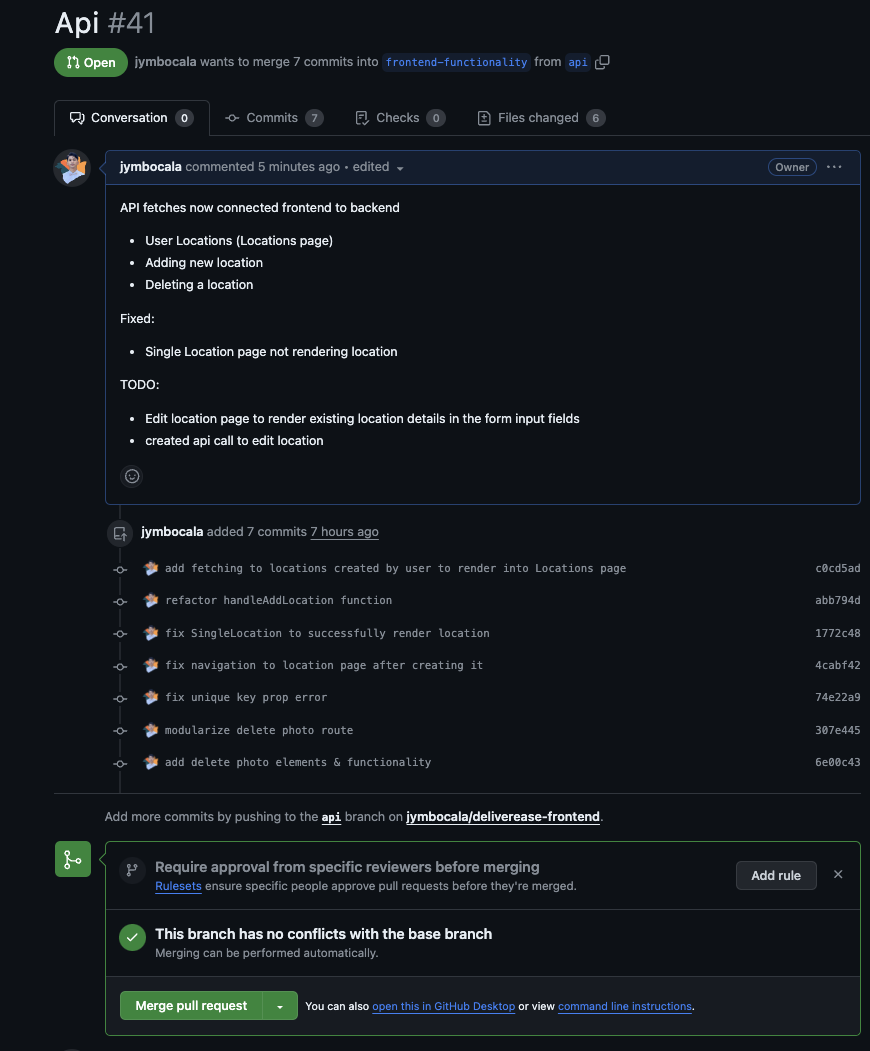 Api #41
Open jymbocala wants to merge 7 commits into frontend-functionality from api
Conversation 0 Commits 7 Checks 0 Files changed 6
jymbocala commented 5 minutes ago • edited Owner
API fetches now connected frontend to backend
• User Locations (Locations page)
• Adding new location
• Deleting a location
Fixed:
• Single Location page not rendering location
TODO:
• Edit location page to render existing location details in the form input fields
• created api call to edit location
jymbocala added 7 commits 7 hours ago
add fetching to locations created by user to render into Locations page c0cd5ad
refactor handleAddLocation function abb794d
fix SingleLocation to successfully render location 1772c48
fix navigation to location page after creating it 4cabf42
fix unique key prop error 74e22a9
modularize delete photo route 307e445
add delete photo elements & functionality 6e00c43
Add more commits by pushing to the api branch on jymbocala/deliverease-frontend.
Require approval from specific reviewers before merging
Rulesets ensure specific people approve pull requests before they're merged.
Add rule
This branch has no conflicts with the base branch
Merging can be performed automatically.
Merge pull request You can also open this in GitHub Desktop or view command line instructions.